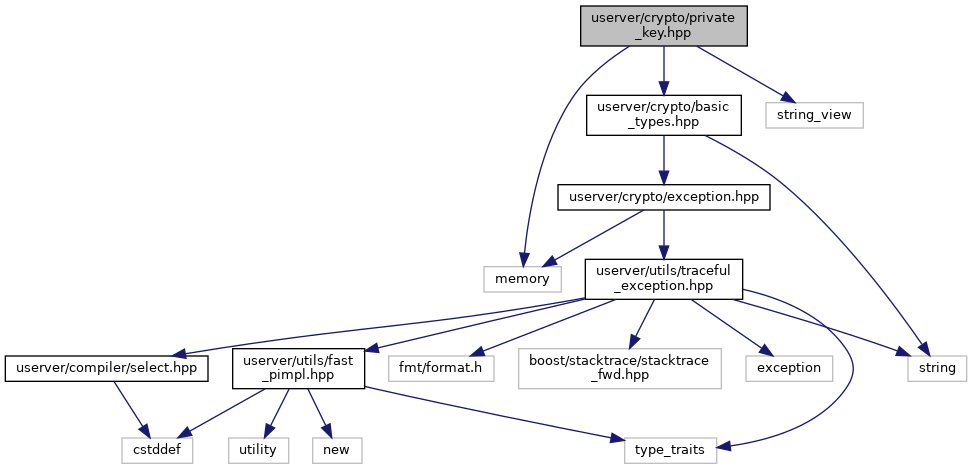 userver/crypto/private
_key.hpp
userver/crypto/basic
_types.hpp
string_view
userver/crypto/exception.hpp
memory
userver/utils/traceful
_exception.hpp
userver/compiler/select.hpp
userver/utils/fast
_pimpl.hpp
fmt/format.h
boost/stacktrace/stacktrace
_fwd.hpp
exception
string
cstddef
utility
new
type_traits